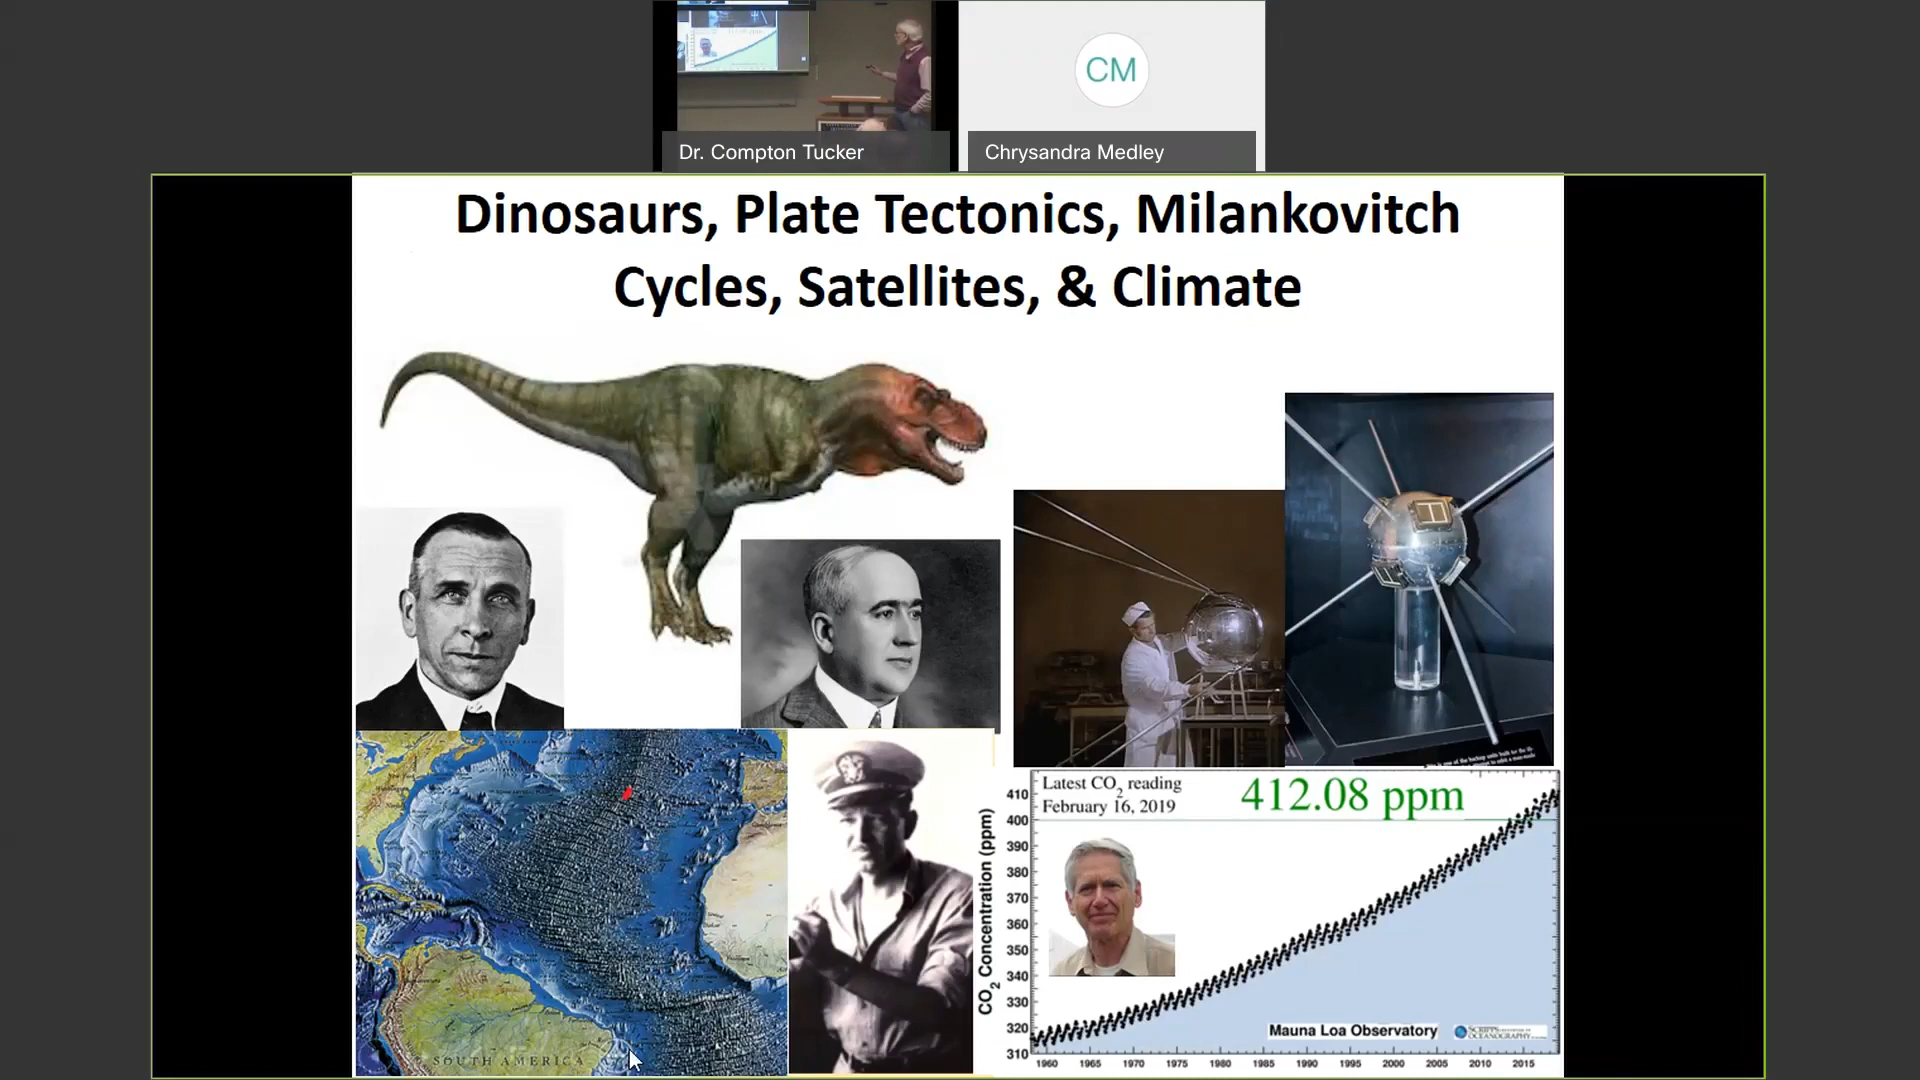 Dr. Compton Tucker
CM
Chrysandra Medley
Dinosaurs, Plate Tectonics, Milankovitch
Cycles, Satellites, & Climate
SOUTH AMERICA
Latest CO2 reading
February 16, 2019
412.08 ppm
CO2 Concentration (ppm)
410
400
390
380
370
360
350
340
330
320
310
Mauna Loa Observatory
SCRIPPS
OCEANOGRAPHY
1960 1965 1970 1975 1980 1985 1990 1995 2000 2005 2010 2015